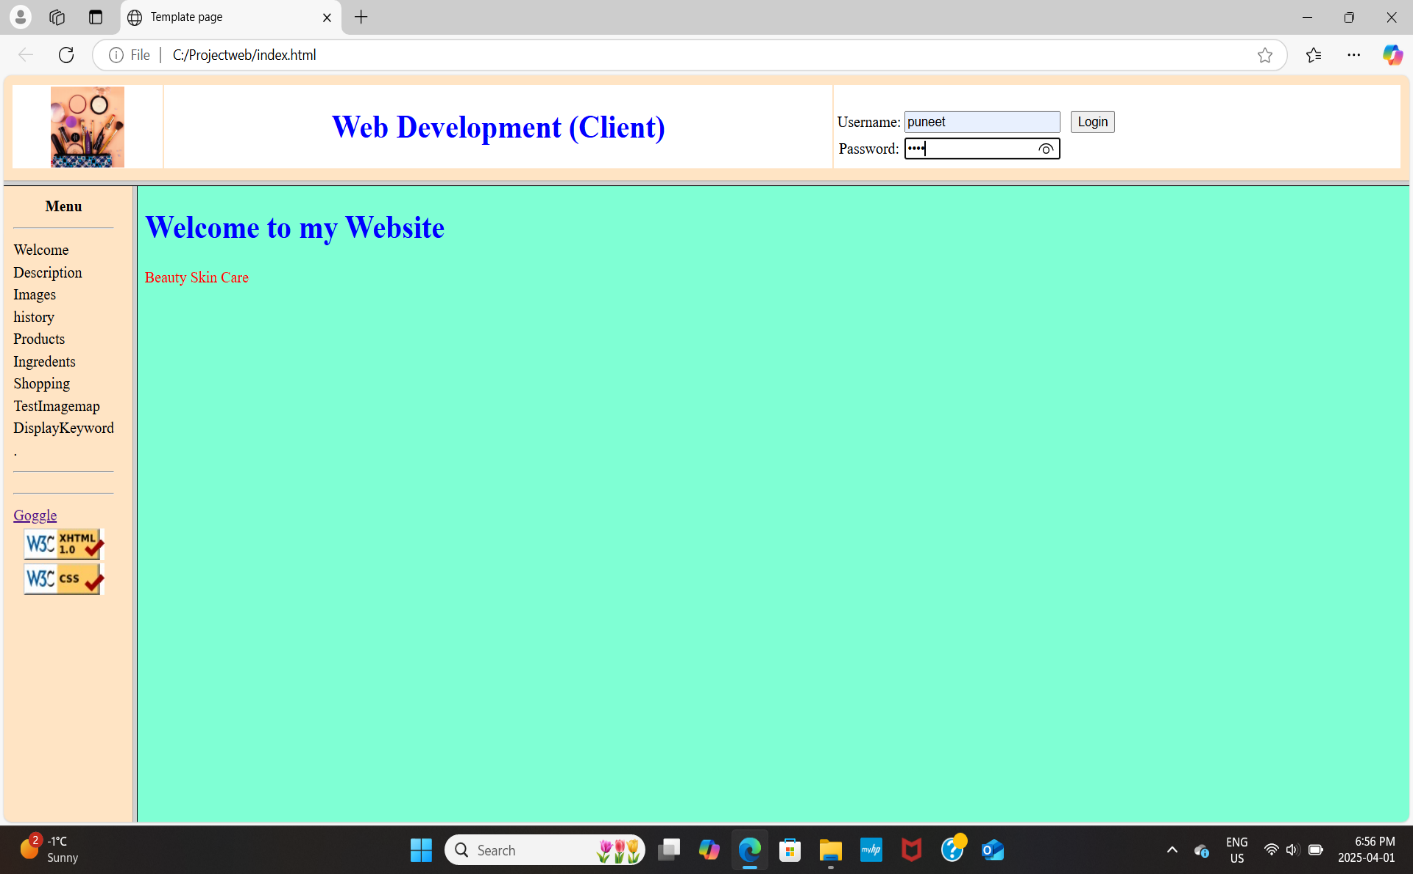 Template page
File
C:/Projectweb/index.html
Web Development (Client)
Username: puneet Login
Password: ••••
Menu
Welcome
Description
Images
history
Products
Ingredents
Shopping
TestImagemap
DisplayKeyword
.
Goggle
W3C XHTML 1.0
W3C CSS
Welcome to my Website
Beauty Skin Care
2
-1°C
Sunny
Search
myhp
ENG
US
6:56 PM
2025-04-01